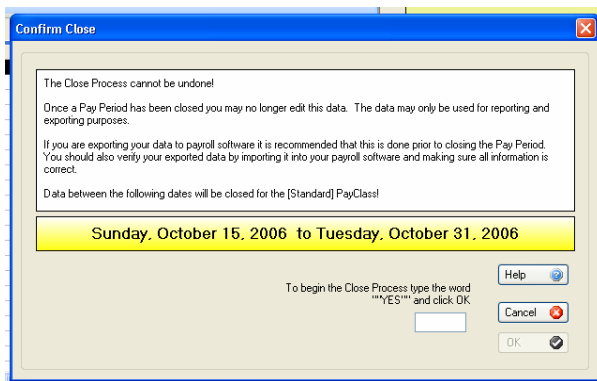 Confirm Close
The Close Process cannot be undone!
Once a Pay Period has been closed you may no longer edit this data. The data may only be used for reporting and
exporting purposes.
If you are exporting your data to payroll software it is recommended that this is done prior to closing the Pay Period.
You should also verify your exported data by importing it into your payroll software and making sure all information is
correct.
Data between the following dates will be closed for the [Standard] PayClass!
Sunday, October 15, 2006 to Tuesday, October 31, 2006
To begin the Close Process type the word
""YES"" and click OK
Help
Cancel
OK